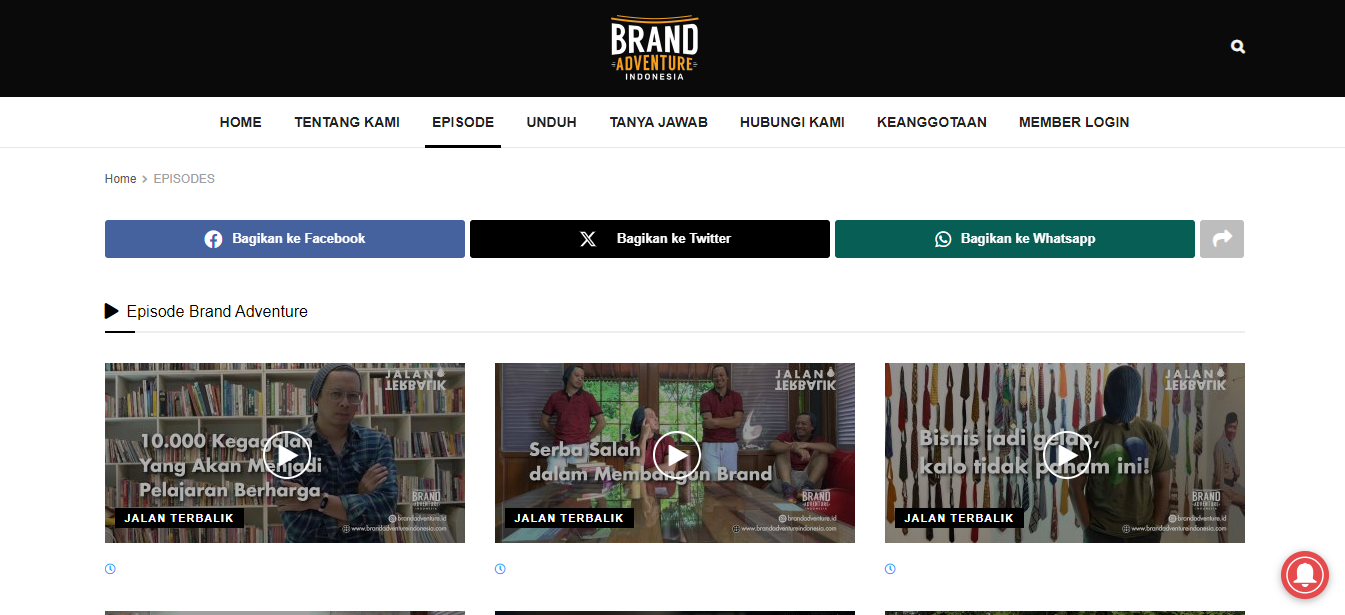 BRAND
ADVENTURE
INDONESIA
HOME TENTANG KAMI EPISODE UNDUH TANYA JAWAB HUBUNGI KAMI KEANGGOTAAN MEMBER LOGIN
Home > EPISODES
Bagikan ke Facebook
Bagikan ke Twitter
Bagikan ke Whatsapp
Episode Brand Adventure
JALAN
TERBALIK
10.000 Kegagalan
Yang Akan Menjadi
Pelajaran Berharga
BRAND
ADVENTURE
INDONESIA
JALAN TERBALIK
brandadventure.id
www.brandadventureindonesia.com
JALAN
TERBALIK
Serba Salah
dalam Membangun Brand
BRAND
ADVENTURE
INDONESIA
JALAN TERBALIK
brandadventure.id
www.brandadventureindonesia.com
JALAN
TERBALIK
Bisnis jadi gelap,
kalo tidak paham ini!
BRAND
ADVENTURE
INDONESIA
JALAN TERBALIK
brandadventure.id
www.brandadventureindonesia.com